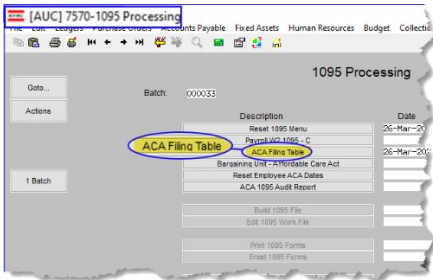 [AUC] 7570-1095 Processing
Edit Ledgers Purchase Orders Accounts Payable Fixed Assets Human Resources Budget Collecti
1095 Processing
Goto...
Batch: 000033
Actions
Description Date
Reset 1095 Menu 26-Mar-20
Payroll W2 1095 - C
ACA Filing Table ACA Filing Table 26-Mar-202
Bargaining Unit - Affordable Care Act
1 Batch
Reset Employee ACA Dates
ACA 1095 Audit Report
Build 1095 File
Edit 1095 Work File
Print 1095 Forms
Email 1095 Forms